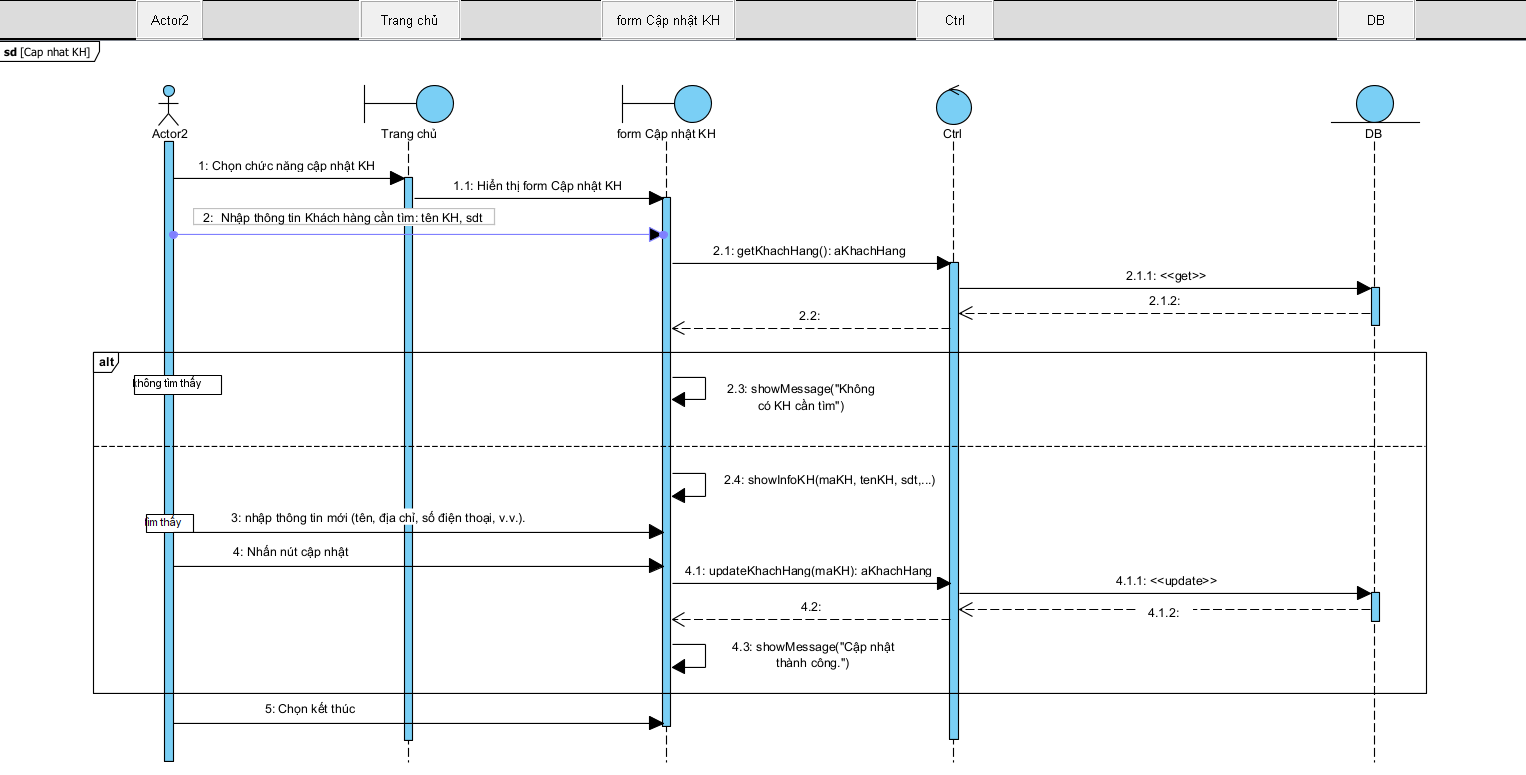 Actor2
Trang chủ
form Cập nhật KH
Ctrl
DB
sd [Cap nhat KH]
Actor2
Trang chủ
form Cập nhật KH
Ctrl
DB
1: Chọn chức năng cập nhật KH
1.1: Hiển thị form Cập nhật KH
2: Nhập thông tin Khách hàng cần tìm: tên KH, sdt
2.1: getKhachHang(): aKhachHang
2.1.1: <<get>>
2.1.2:
2.2:
alt
không tìm thấy
2.3: showMessage("Không
có KH cần tìm")
2.4: showInfoKH(maKH, tenKH, sdt,...)
tìm thấy
3: nhập thông tin mới (tên, địa chỉ, số điện thoại, v.v.).
4: Nhấn nút cập nhật
4.1: updateKhachHang(maKH): aKhachHang
4.1.1: <<update>>
4.1.2:
4.2:
4.3: showMessage("Cập nhật
thành công.")
5: Chọn kết thúc